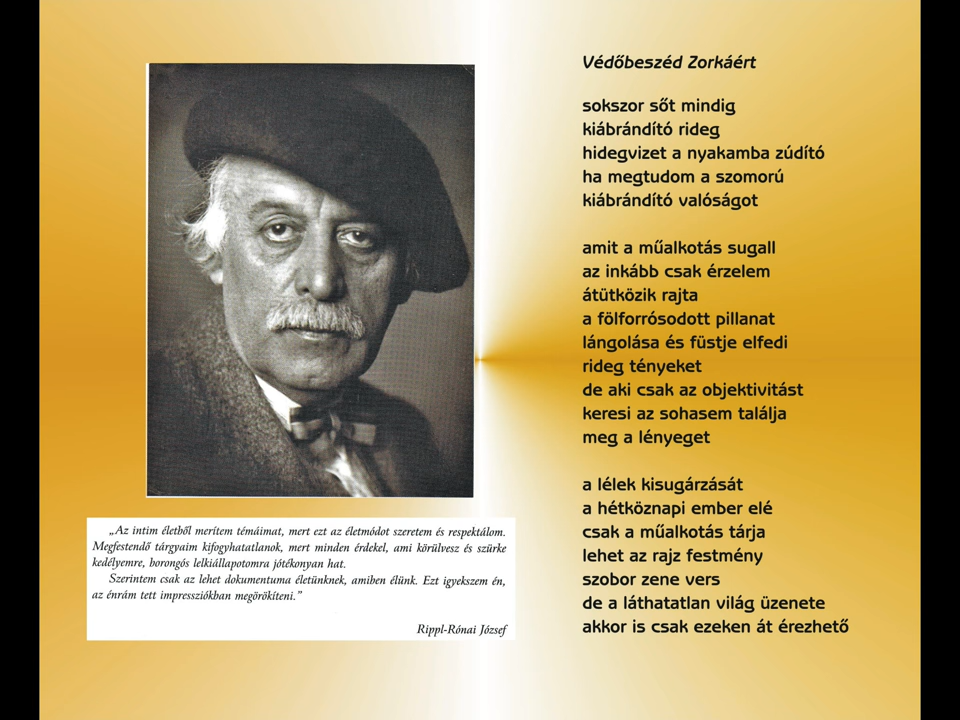 Védőbeszéd Zorkáért
sokszor sőt mindig
kiábrándító rideg
hidegvizet a nyakamba zúdító
ha megtudom a szomorú
kiábrándító valóságot
amit a műalkotás sugall
az inkább csak érzelem
átütközik rajta
a fölforrósodott pillanat
lángolása és füstje elfedi
rideg tényeket
de aki csak az objektivitást
keresi az sohasem találja
meg a lényeget
a lélek kisugárzását
a hétköznapi ember elé
csak a műalkotás tárja
lehet az rajz festmény
szobor zene vers
de a láthatatlan világ üzenete
akkor is csak ezeken át érezhető
„Az intim életből merítem témáimat, mert ezt az életmódot szeretem és respektálom.
Megfestendő tárgyaim kifogyhatatlanok, mert minden érdekel, ami körülvesz és szürke
kedélyemre, borongós lelkiállapotomra jótékonyan hat.
Szerintem csak az lehet dokumentuma életünknek, amiben élünk. Ezt igyekszem én,
az énrám tett impressziókban megörökíteni.”
Rippl-Rónai József